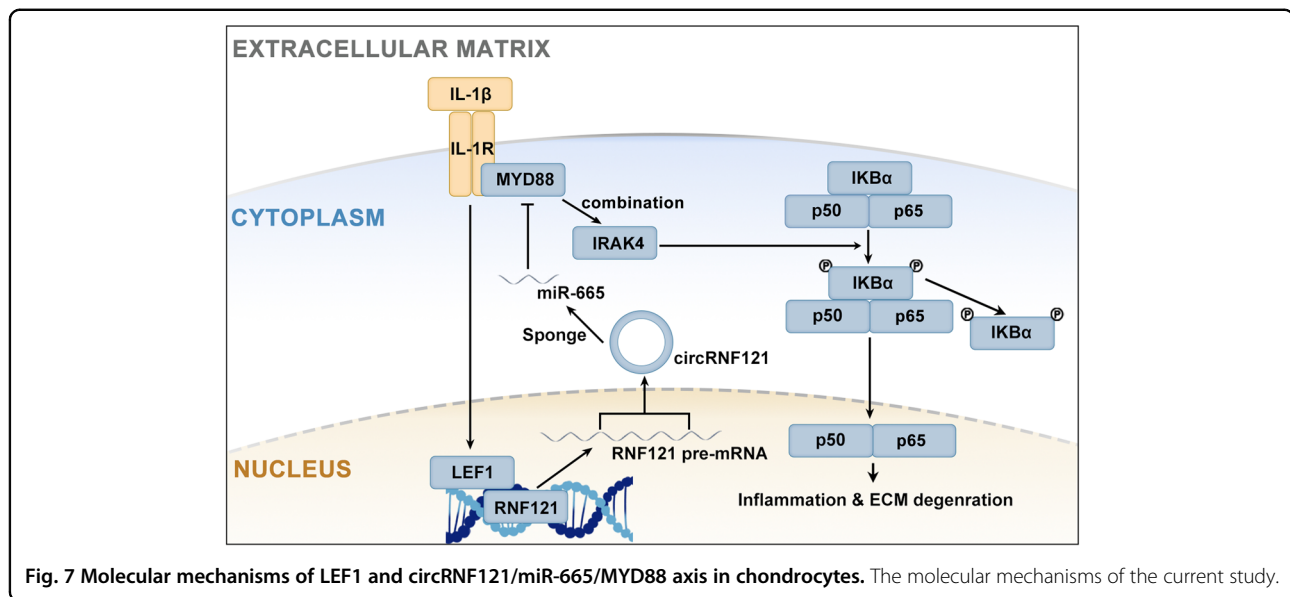 EXTRACELLULAR MATRIX
IL-1β
IL-1R
MYD88
combination
IRAK4
CYTOPLASM
IKBα
p50 p65
P P
IKBα
p50 p65
P P
IKBα
miR-665
Sponge
circRNF121
RNF121 pre-mRNA
NUCLEUS
LEF1
RNF121
p50 p65
Inflammation & ECM degenration
Fig. 7 Molecular mechanisms of LEF1 and circRNF121/miR-665/MYD88 axis in chondrocytes. The molecular mechanisms of the current study.